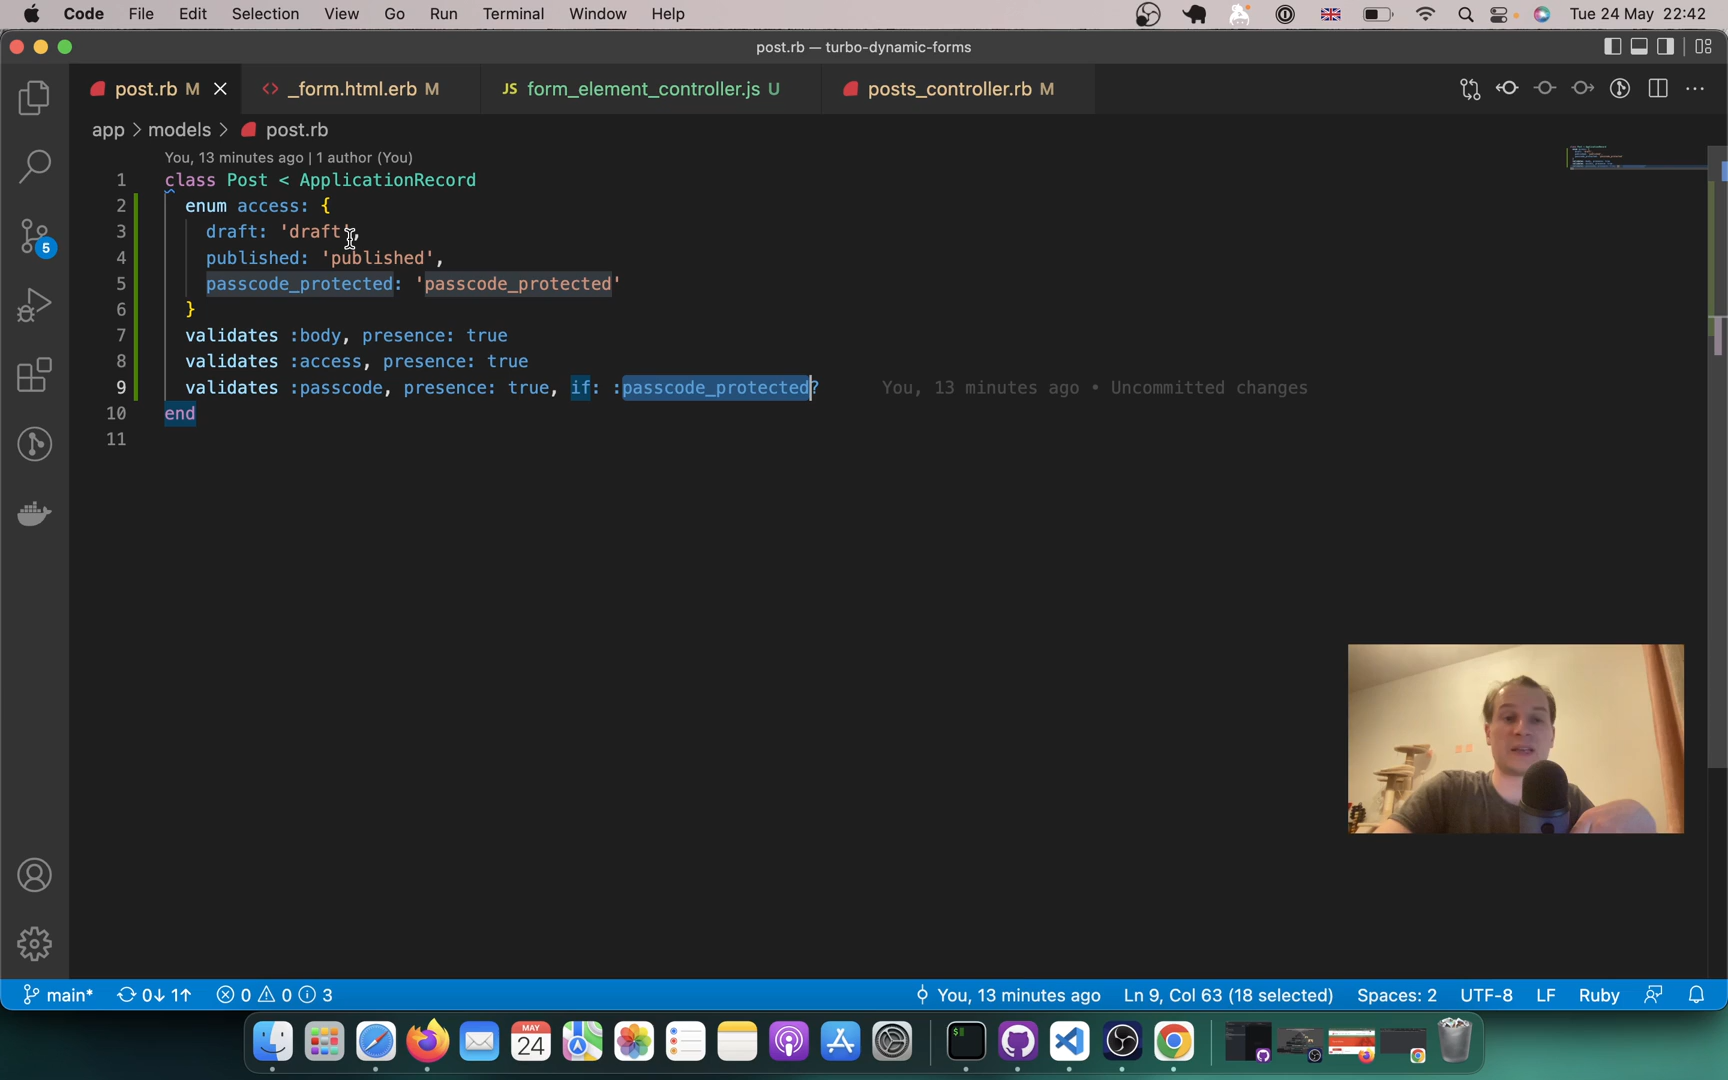 Code File Edit Selection View Go Run Terminal Window Help Tue 24 May 22:42
post.rb — turbo-dynamic-forms
post.rb M <> _form.html.erb M JS form_element_controller.js U posts_controller.rb M
app > models > post.rb
You, 13 minutes ago | 1 author (You)
1 class Post < ApplicationRecord
2 enum access: {
3 draft: 'draft',
4 published: 'published',
5 passcode_protected: 'passcode_protected'
6 }
7 validates :body, presence: true
8 validates :access, presence: true
9 validates :passcode, presence: true, if: :passcode_protected? You, 13 minutes ago • Uncommitted changes
10 end
11
5
main* 0↓ 1↑ 0 0 3 You, 13 minutes ago Ln 9, Col 63 (18 selected) Spaces: 2 UTF-8 LF Ruby
MAY
24
$